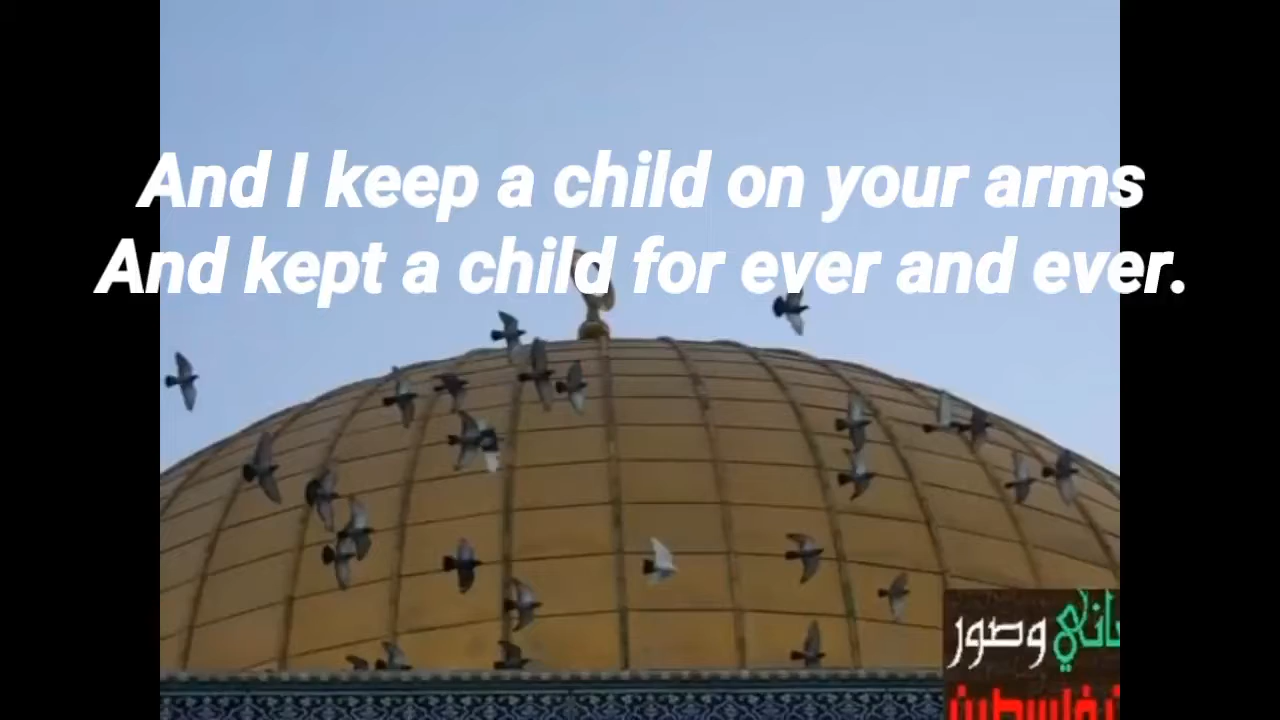 And I keep a child on your arms
And kept a child for ever and ever.
وصور